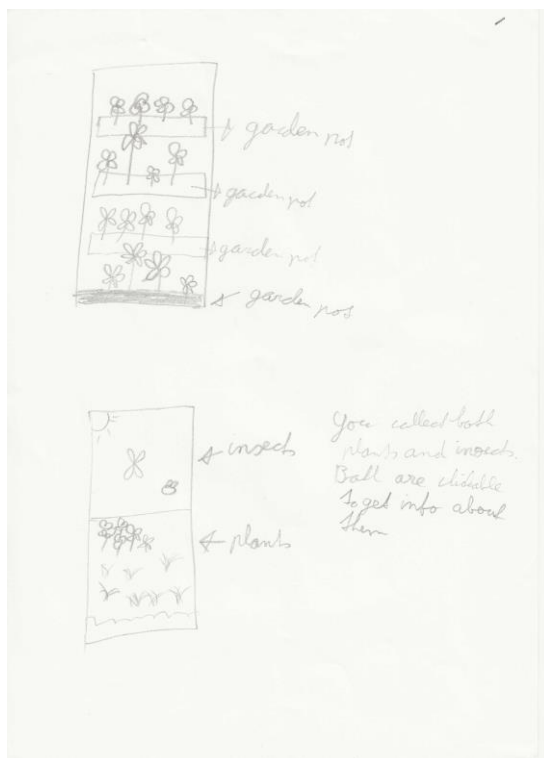 garden pot
garden pot
garden pot
garden pot
insects
plants
You collect both
plants and insects.
Both are clickable
to get info about
them